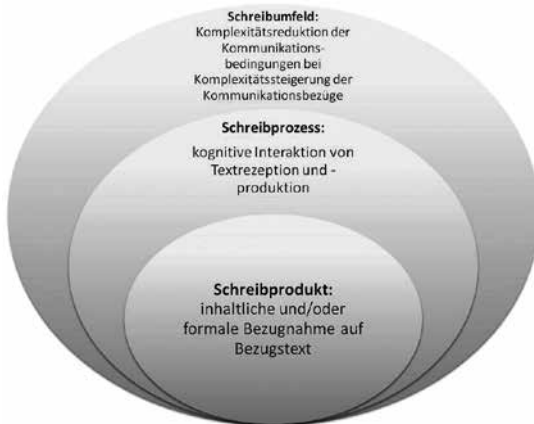 Schreibumfeld:
Komplexitätsreduktion der
Kommunikations-
bedingungen bei
Komplexitätssteigerung der
Kommunikationsbezüge
Schreibprozess:
kognitive Interaktion von
Textrezeption und -
produktion
Schreibprodukt:
inhaltliche und/oder
formale Bezugnahme auf
Bezugstext